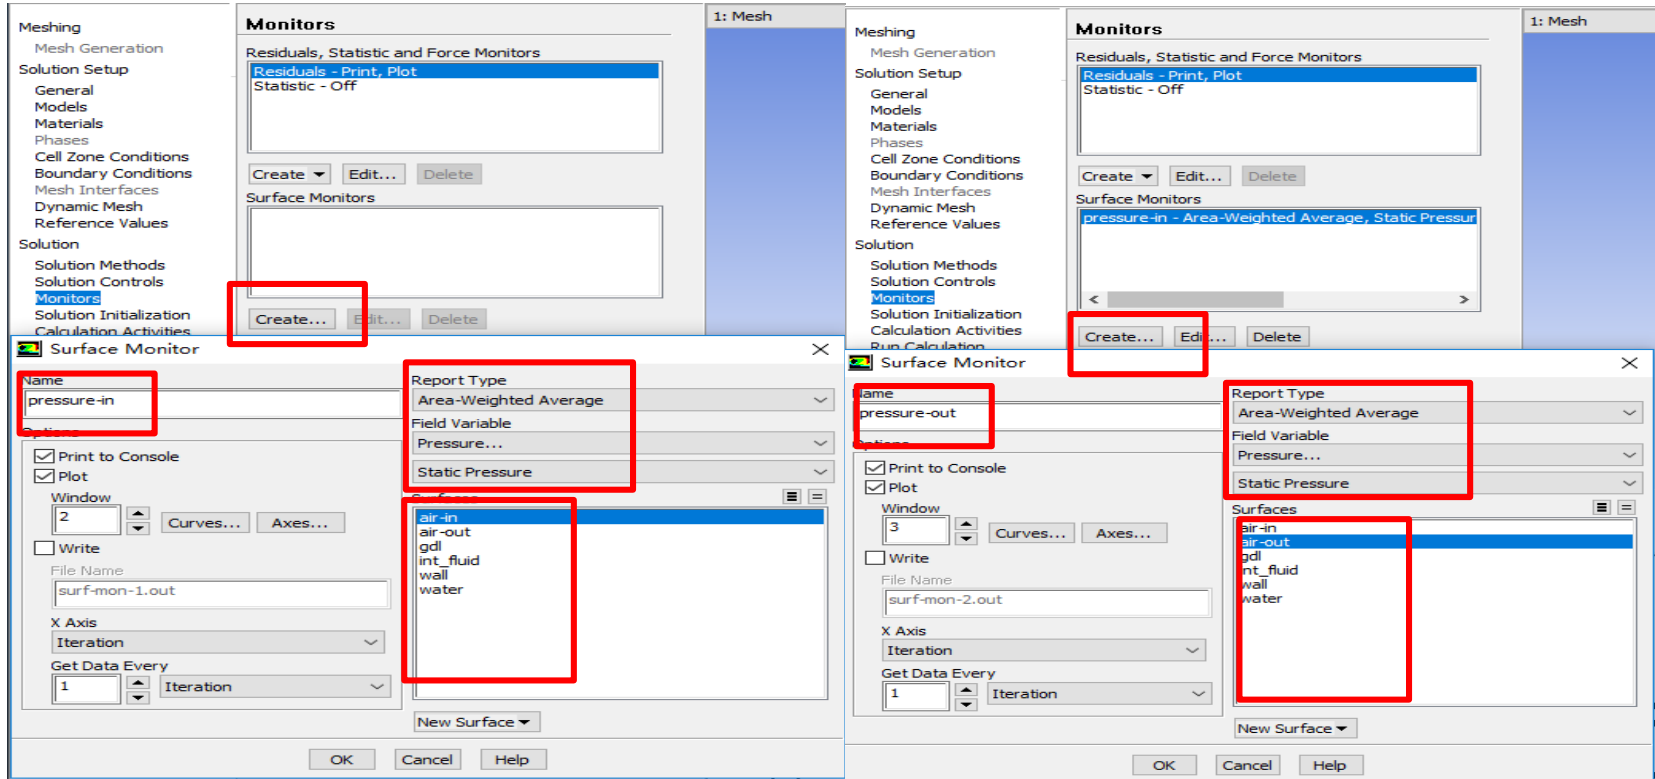 Meshing
Mesh Generation
Solution Setup
General
Models
Materials
Phases
Cell Zone Conditions
Boundary Conditions
Mesh Interfaces
Dynamic Mesh
Reference Values
Solution
Solution Methods
Solution Controls
Monitors
Solution Initialization
Calculation Activities
Monitors
Residuals, Statistic and Force Monitors
Residuals - Print, Plot
Statistic - Off
Create Edit... Delete
Surface Monitors
Create... Edit... Delete
1: Mesh
Surface Monitor
Name
pressure-in
Options
Print to Console
Plot
Window
2 Curves... Axes...
Write
File Name
surf-mon-1.out
X Axis
Iteration
Get Data Every
1 Iteration
Report Type
Area-Weighted Average
Field Variable
Pressure...
Static Pressure
Surfaces
air-in
air-out
gdl
int_fluid
wall
water
New Surface
OK Cancel Help
Meshing
Mesh Generation
Solution Setup
General
Models
Materials
Phases
Cell Zone Conditions
Boundary Conditions
Mesh Interfaces
Dynamic Mesh
Reference Values
Solution
Solution Methods
Solution Controls
Monitors
Solution Initialization
Calculation Activities
Run Calculation
Monitors
Residuals, Statistic and Force Monitors
Residuals - Print, Plot
Statistic - Off
Create Edit... Delete
Surface Monitors
pressure-in - Area-Weighted Average, Static Pressur
Create... Edit... Delete
1: Mesh
Surface Monitor
Name
pressure-out
Options
Print to Console
Plot
Window
3 Curves... Axes...
Write
File Name
surf-mon-2.out
X Axis
Iteration
Get Data Every
1 Iteration
Report Type
Area-Weighted Average
Field Variable
Pressure...
Static Pressure
Surfaces
air-in
air-out
gdl
int_fluid
wall
water
New Surface
OK Cancel Help